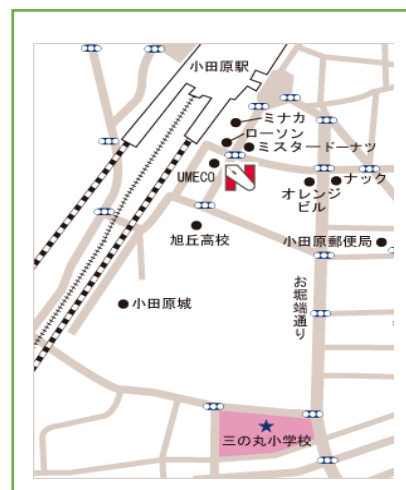 小田原駅
ミナカ
ローソン
ミスタードーナツ
UMECO
N
オレンジ
ビル
ナック
旭丘高校
小田原郵便局
お堀端通り
小田原城
三の丸小学校